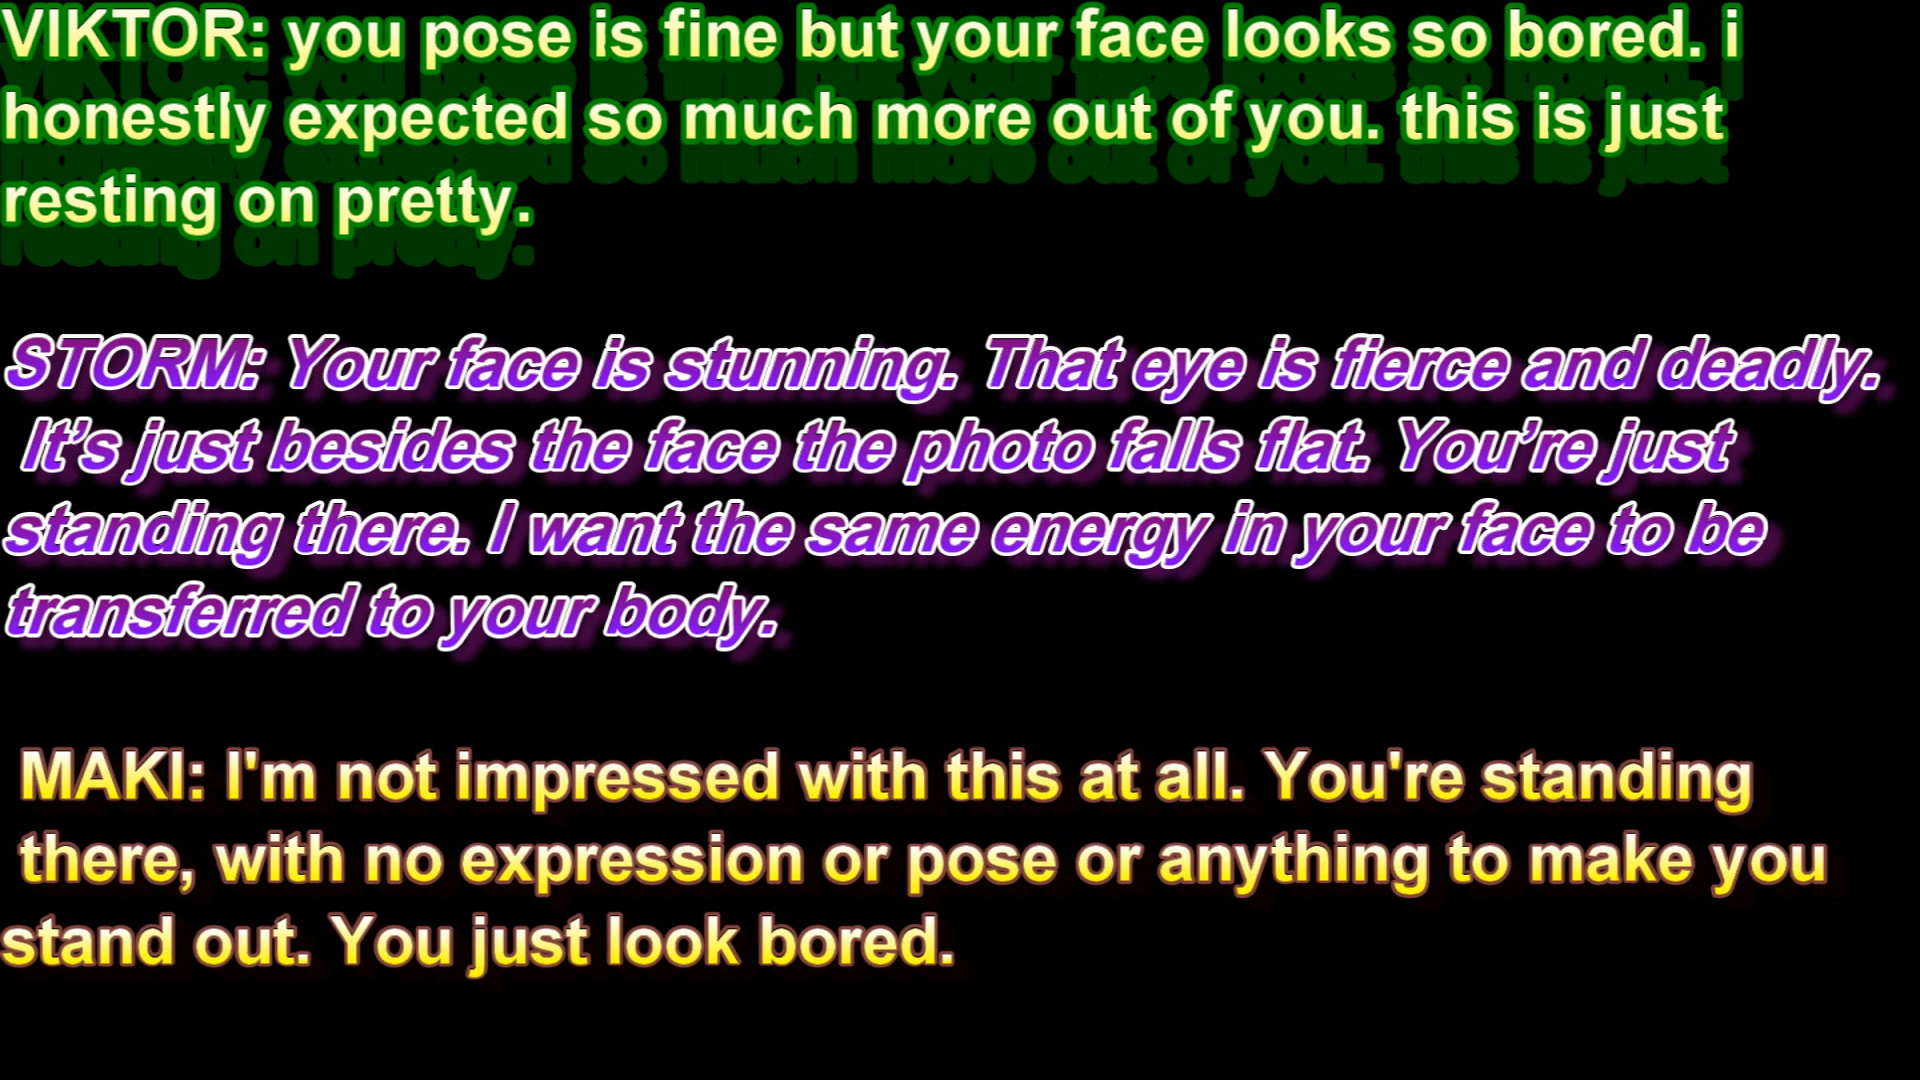 VIKTOR: you pose is fine but your face looks so bored. i
honestly expected so much more out of you. this is just
resting on pretty.
STORM: Your face is stunning. That eye is fierce and deadly.
It’s just besides the face the photo falls flat. You’re just
standing there. I want the same energy in your face to be
transferred to your body.
MAKI: I'm not impressed with this at all. You're standing
there, with no expression or pose or anything to make you
stand out. You just look bored.